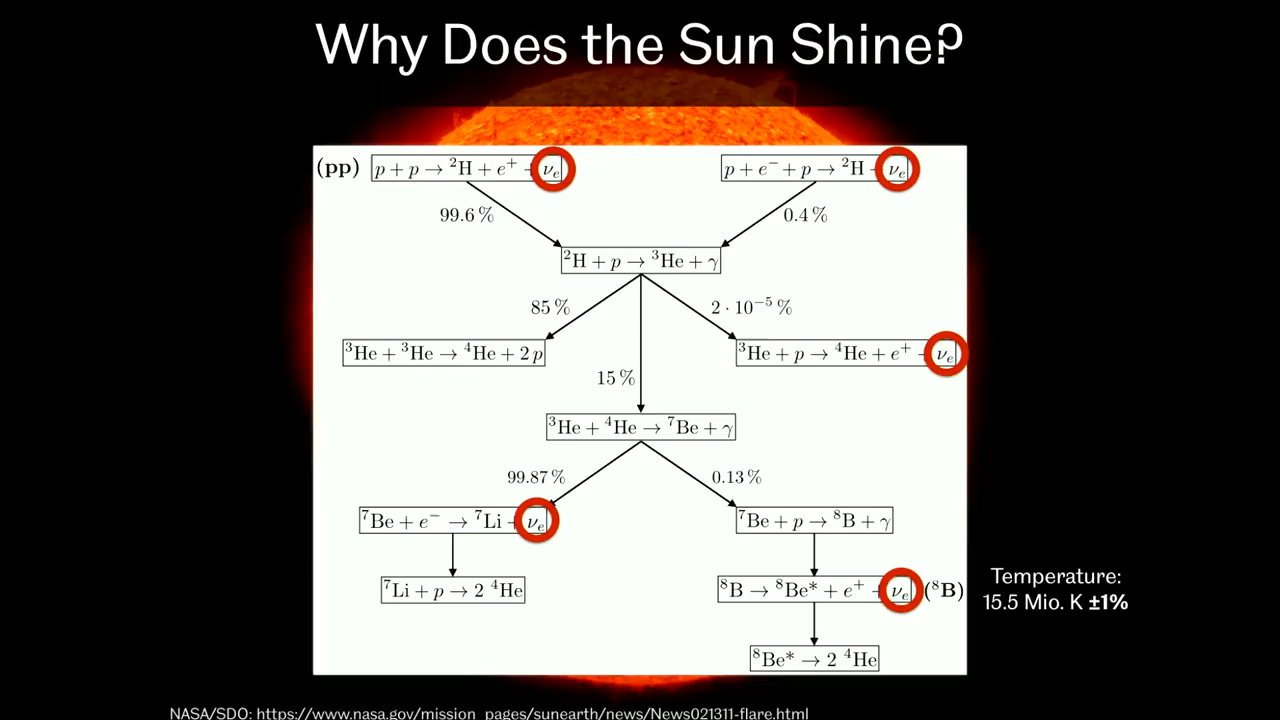 Why Does the Sun Shine?
(pp) p + p → ²H + e⁺ + νₑ
p + e⁻ + p → ²H + νₑ
99.6 %
0.4 %
²H + p → ³He + γ
85 %
2 · 10⁻⁵ %
³He + ³He → ⁴He + 2 p
³He + p → ⁴He + e⁺ + νₑ
15 %
³He + ⁴He → ⁷Be + γ
99.87 %
0.13 %
⁷Be + e⁻ → ⁷Li + νₑ
⁷Be + p → ⁸B + γ
⁷Li + p → 2 ⁴He
⁸B → ⁸Be* + e⁺ + νₑ (⁸B)
⁸Be* → 2 ⁴He
Temperature:
15.5 Mio. K ±1%
NASA/SDO: https://www.nasa.gov/mission_pages/sunearth/news/News021311-flare.html